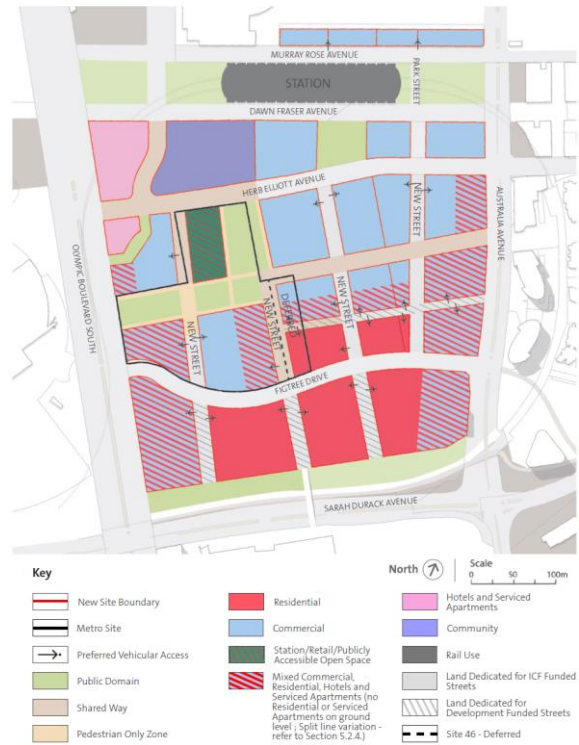 MURRAY ROSE AVENUE
STATION
PARK STREET
DAWN FRASER AVENUE
HERB ELLIOTT AVENUE
NEW STREET
AUSTRALIA AVENUE
OLYMPIC BOULEVARD SOUTH
NEW STREET
NEW STREET
DEFERRED
NEW STREET
FIGTREE DRIVE
SARAH DURACK AVENUE
Key
North
Scale
0 50 100m
New Site Boundary
Metro Site
Preferred Vehicular Access
Public Domain
Shared Way
Pedestrian Only Zone
Residential
Commercial
Station/Retail/Publicly
Accessible Open Space
Mixed Commercial,
Residential, Hotels and
Serviced Apartments (no
Residential or Serviced
Apartments on ground
level ; Split line variation -
refer to Section 5.2.4.)
Hotels and Serviced
Apartments
Community
Rail Use
Land Dedicated for ICF Funded
Streets
Land Dedicated for
Development Funded Streets
Site 46 - Deferred